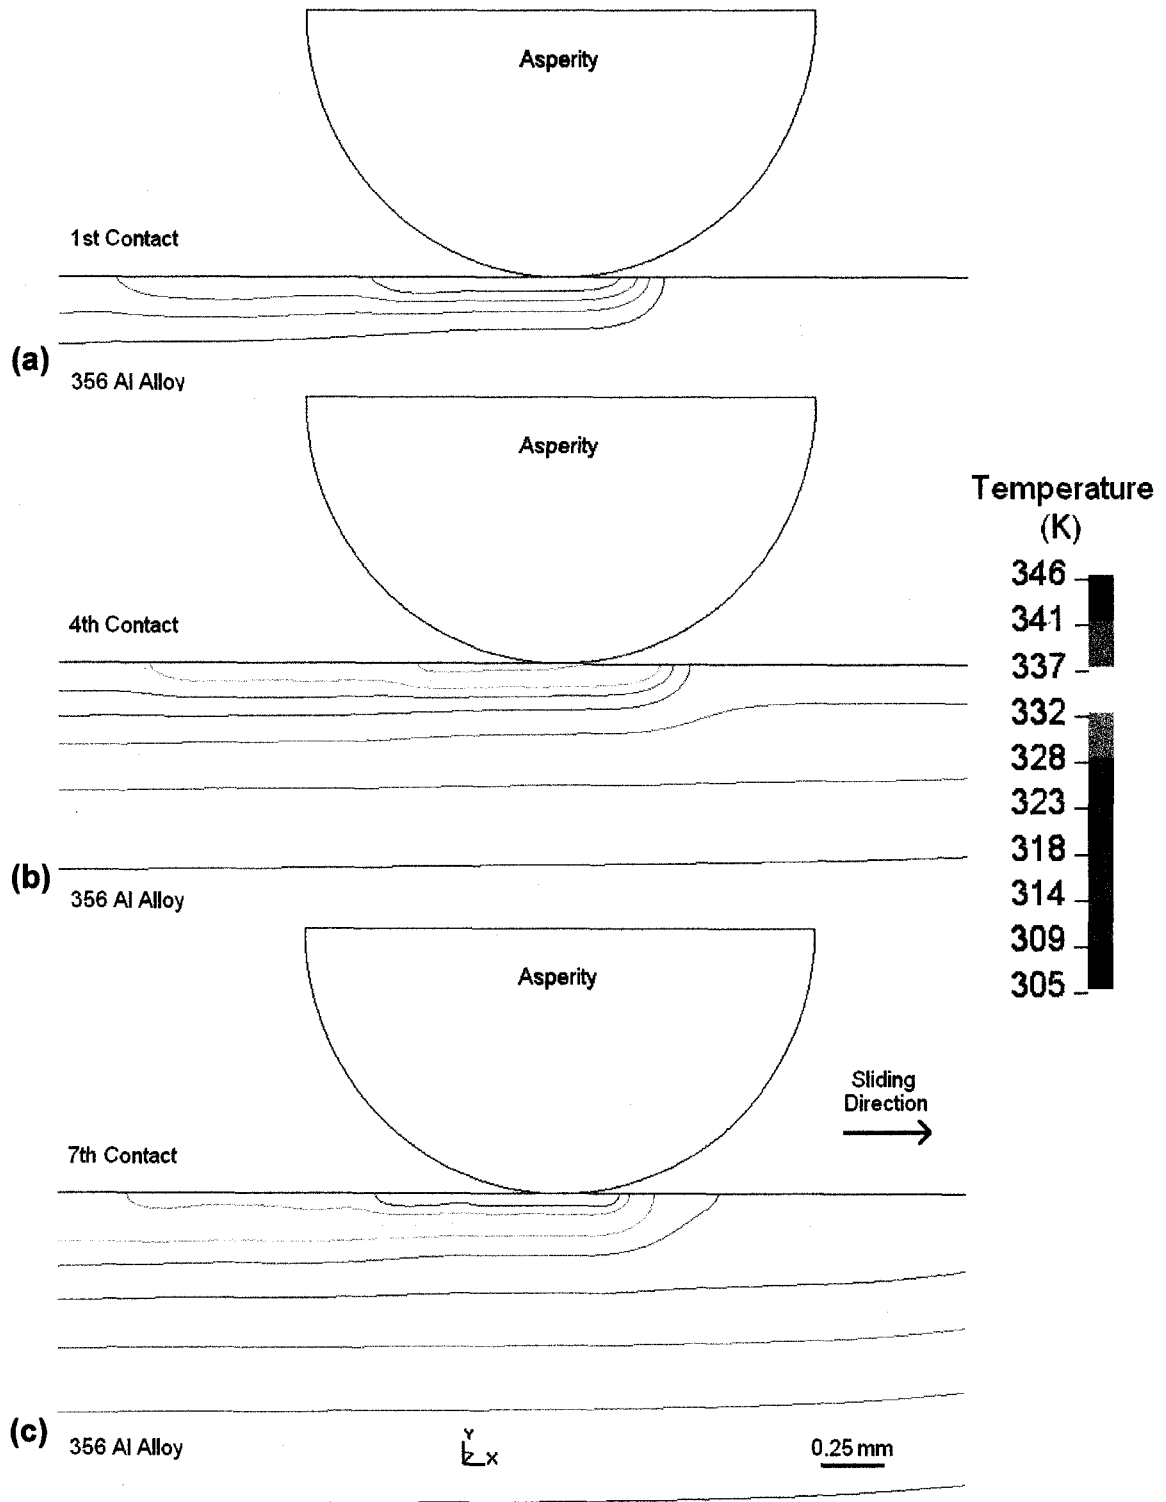 Asperity
1st Contact
(a)
356 Al Alloy
Asperity
4th Contact
(b)
356 Al Alloy
Temperature
(K)
346
341
337
332
328
323
318
314
309
305
Asperity
Sliding
Direction
7th Contact
(c)
356 Al Alloy
Y
Z X
0.25 mm